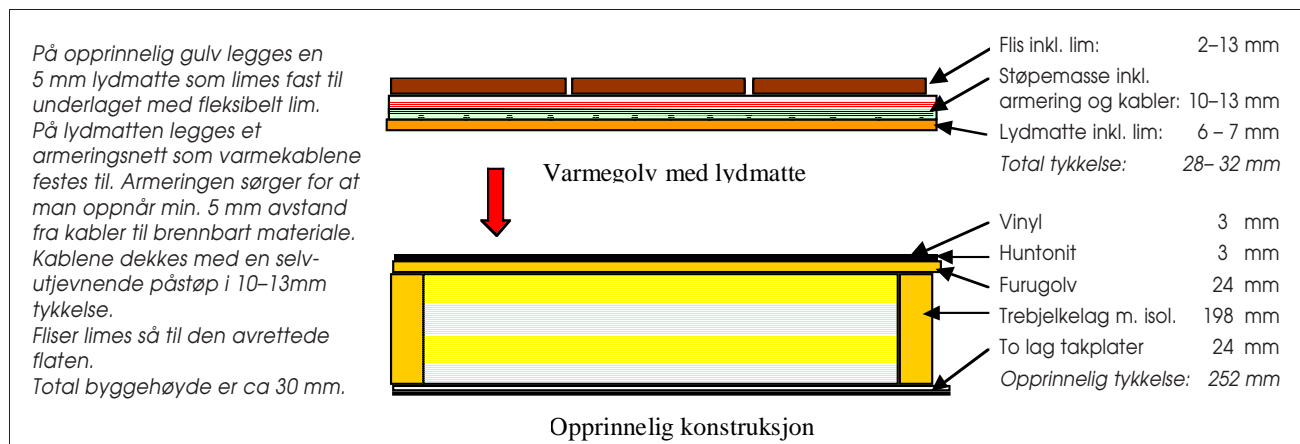 På opprinnelig gulv legges en
5 mm lydmatte som limes fast til
underlaget med fleksibelt lim.
På lydmatten legges et
armeringsnett som varmekablene
festes til. Armeringen sørger for at
man oppnår min. 5 mm avstand
fra kabler til brennbart materiale.
Kablene dekkes med en selv-
utjevnende påstøp i 10–13mm
tykkelse.
Fliser limes så til den avrettede
flaten.
Total byggehøyde er ca 30 mm.
Flis inkl. lim: 2–13 mm
Støpemasse inkl.
armering og kabler: 10–13 mm
Lydmatte inkl. lim: 6 – 7 mm
Total tykkelse: 28– 32 mm
Varmegolv med lydmatte
Vinyl 3 mm
Huntonit 3 mm
Furugolv 24 mm
Trebjelkelag m. isol. 198 mm
To lag takplater 24 mm
Opprinnelig tykkelse: 252 mm
Opprinnelig konstruksjon